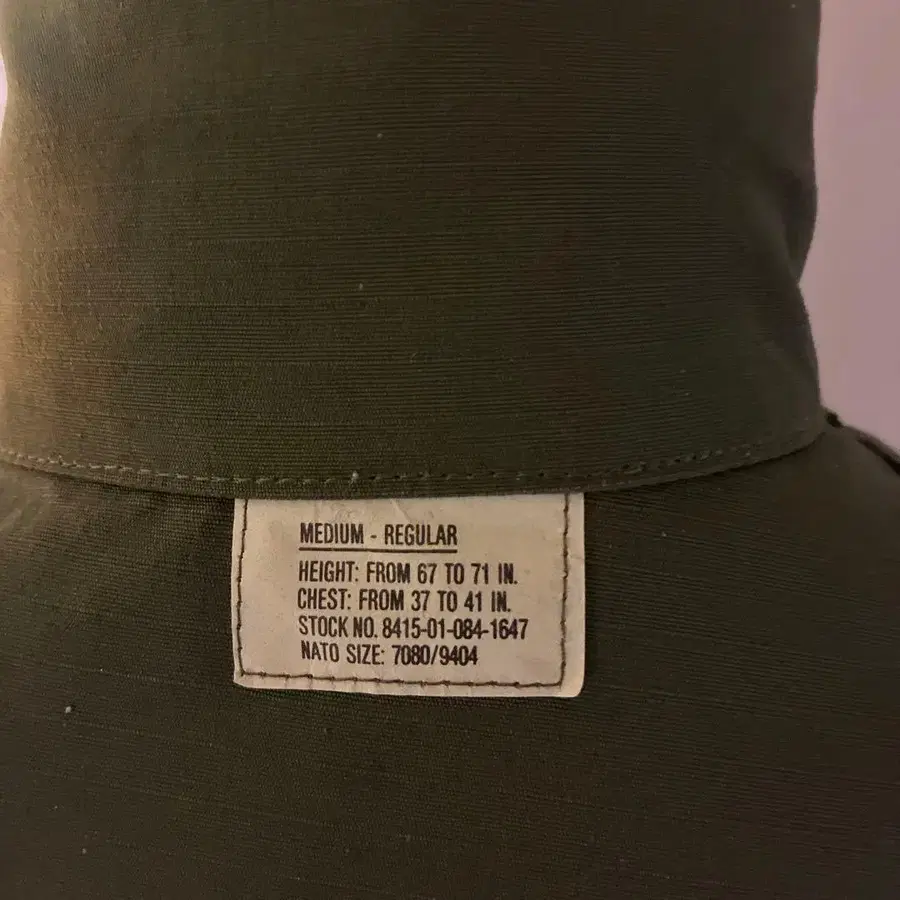 MEDIUM - REGULAR
HEIGHT: FROM 67 TO 71 IN.
CHEST: FROM 37 TO 41 IN.
STOCK NO. 8415-01-084-1647
NATO SIZE: 7080/9404